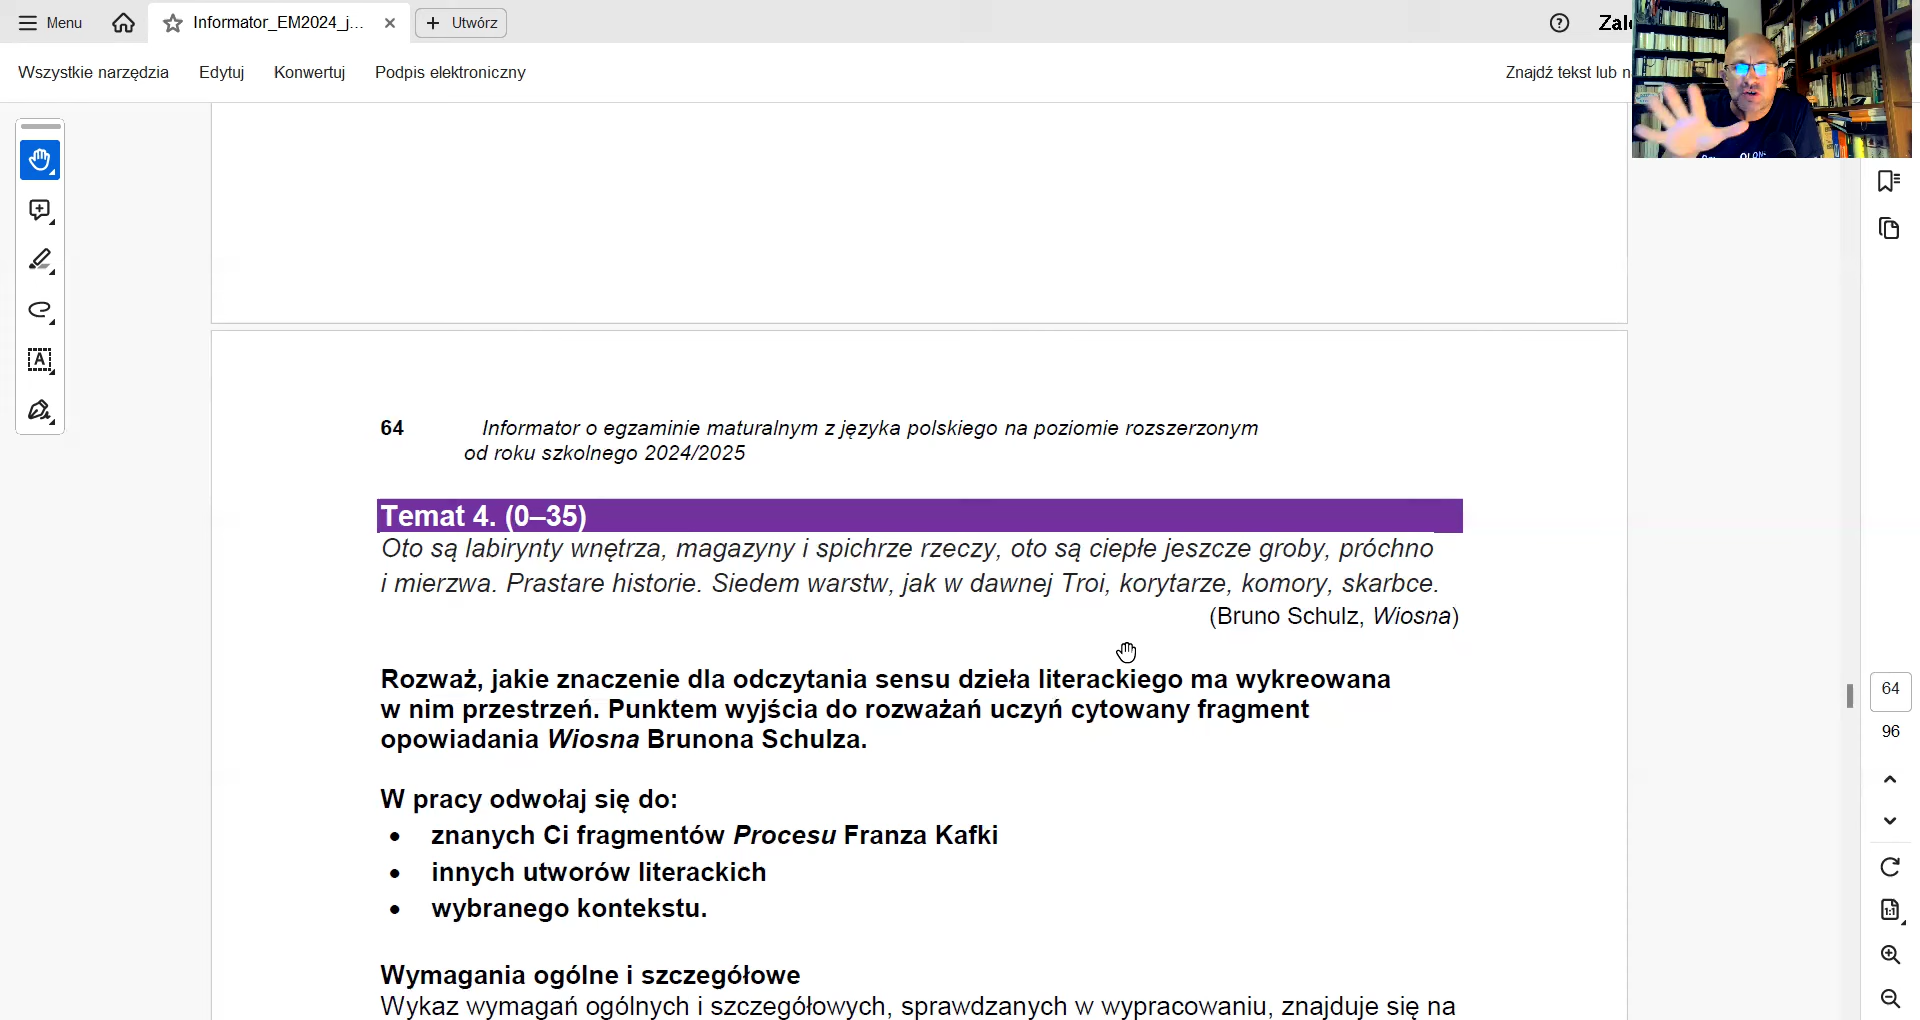 Menu
Informator_EM2024_j...
Utwórz
Wszystkie narzędzia
Edytuj
Konwertuj
Podpis elektroniczny
Znajdź tekst lub
64 Informator o egzaminie maturalnym z języka polskiego na poziomie rozszerzonym
od roku szkolnego 2024/2025
Temat 4. (0–35)
Oto są labirynty wnętrza, magazyny i spichrze rzeczy, oto są ciepłe jeszcze groby, próchno
i mierzwa. Prastare historie. Siedem warstw, jak w dawnej Troi, korytarze, komory, skarbce.
(Bruno Schulz, Wiosna)
Rozważ, jakie znaczenie dla odczytania sensu dzieła literackiego ma wykreowana
w nim przestrzeń. Punktem wyjścia do rozważań uczyń cytowany fragment
opowiadania Wiosna Brunona Schulza.
W pracy odwołaj się do:
• znanych Ci fragmentów Procesu Franza Kafki
• innych utworów literackich
• wybranego kontekstu.
Wymagania ogólne i szczegółowe
Wykaz wymagań ogólnych i szczegółowych, sprawdzanych w wypracowaniu, znajduje się na
64
96